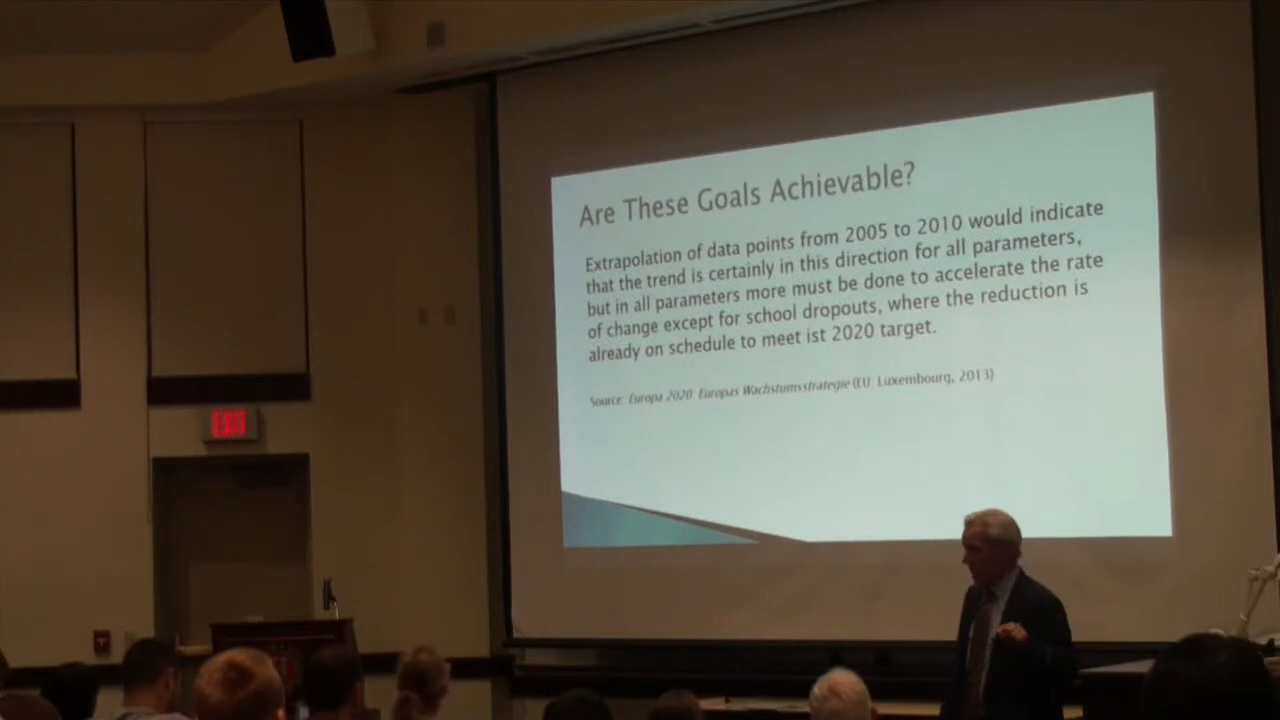 Are These Goals Achievable?
Extrapolation of data points from 2005 to 2010 would indicate
that the trend is certainly in this direction for all parameters,
but in all parameters more must be done to accelerate the rate
of change except for school dropouts, where the reduction is
already on schedule to meet ist 2020 target.
Source: Europa 2020: Europas Wachstumsstrategie (EU: Luxembourg, 2013)
EXIT